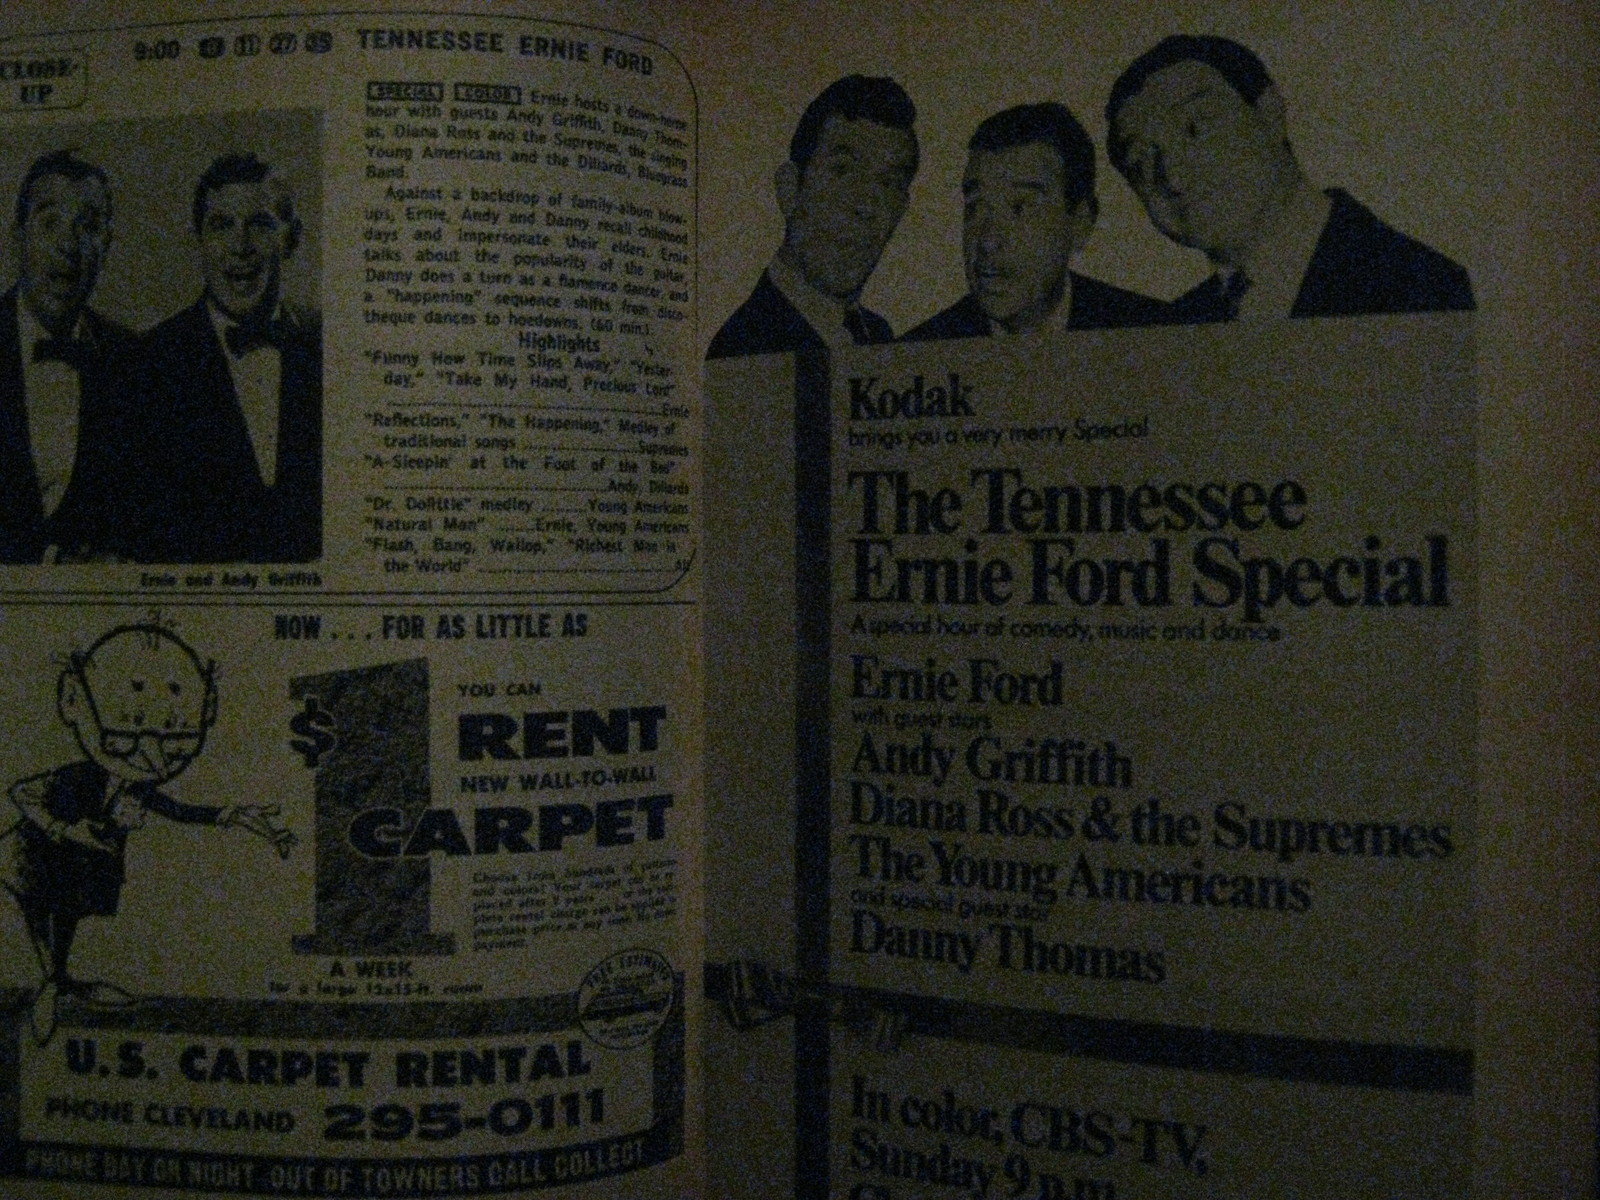 CLOSE-
UP
9:00 TENNESSEE ERNIE FORD
SPECIAL COLOR Ernie hosts a down-home
hour with guests Andy Griffith, Danny Thom-
as, Diana Ross and the Supremes, the singing
Young Americans and the Dillards, Bluegrass
Band.
Against a backdrop of family-album blow-
ups, Ernie, Andy and Danny recall childhood
days and impersonate their elders. Ernie
talks about the popularity of the guitar,
Danny does a turn as a flamenco dancer, and
a "happening" sequence shifts from disco-
theque dances to hoedowns. (60 min.)
Highlights
"Funny How Time Slips Away," "Yester-
day," "Take My Hand, Precious Lord"
Ernie
"Reflections," "The Happening," Medley of
traditional songs Supremes
"A-Sleepin' at the Foot of the Bed"
Andy, Dillards
"Dr. Dolittle" medley Young Americans
"Natural Man" Ernie, Young Americans
"Flash, Bang, Wallop," "Richest Man in
the World" All
Ernie and Andy Griffith
NOW . . . FOR AS LITTLE AS
$1
YOU CAN
RENT
NEW WALL-TO-WALL
CARPET
Choose from hundreds of
and colors!
A WEEK
for a large 12x15-ft. room
FREE ESTIMATES
U.S. CARPET RENTAL
PHONE CLEVELAND 295-0111
PHONE DAY OR NIGHT-OUT OF TOWNERS CALL COLLECT
Kodak
brings you a very merry Special
The Tennessee
Ernie Ford Special
A special hour of comedy, music and dance
Ernie Ford
with guest stars
Andy Griffith
Diana Ross & the Supremes
The Young Americans
and special guest star
Danny Thomas
In color, CBS-TV,
Sunday 9 p.m.